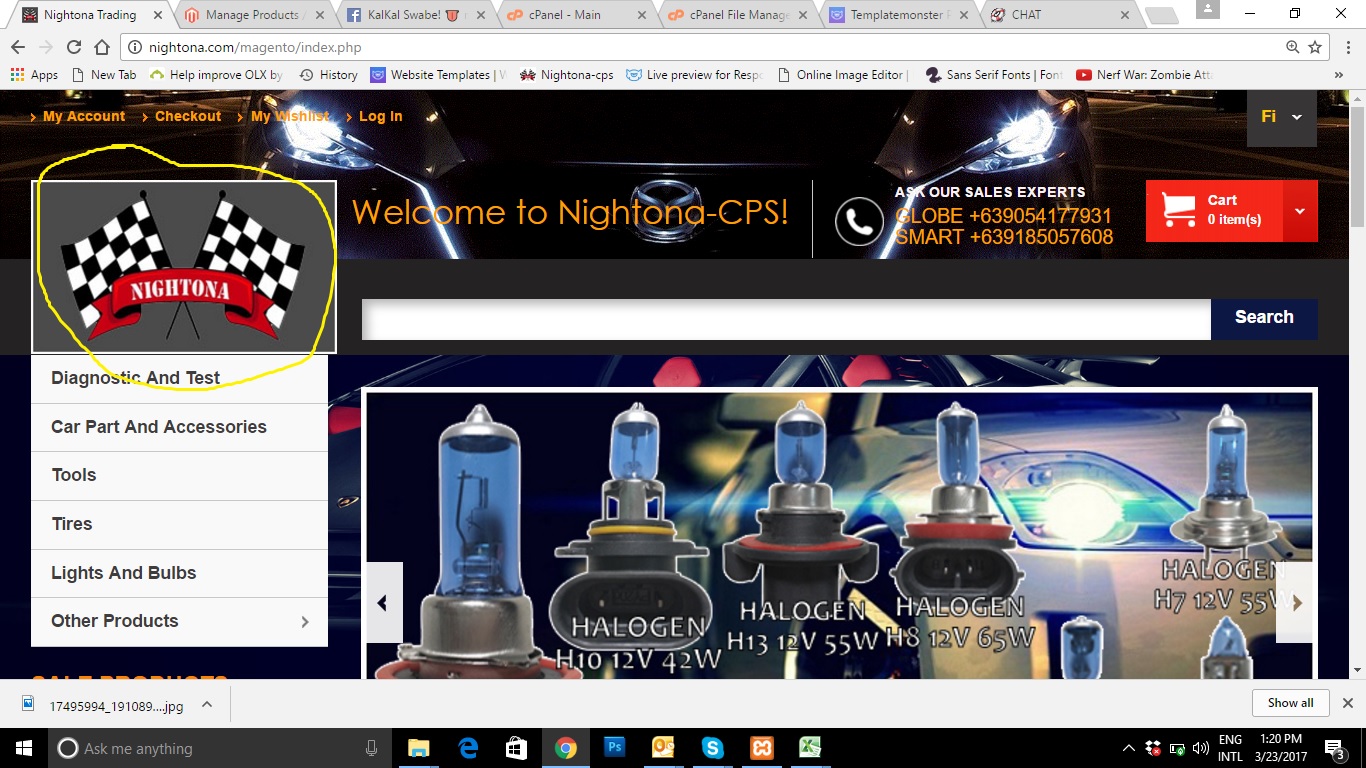 Nightona Trading
Manage Products /
KalKal Swabe!
cPanel - Main
cPanel File Manage
Templatemonster
CHAT
nightona.com/magento/index.php
Apps
New Tab
Help improve OLX by
History
Website Templates |
Nightona-cps
Live preview for Resp
Online Image Editor |
Sans Serif Fonts | Font
Nerf War: Zombie Atta
»
My Account
Checkout
My Wishlist
Log In
Fi
NIGHTONA
Welcome to Nightona-CPS!
ASK OUR SALES EXPERTS
GLOBE +639054177931
SMART +639185057608
Cart
0 item(s)
Search
Diagnostic And Test
Car Part And Accessories
Tools
Tires
Lights And Bulbs
Other Products
HALOGEN
H10 12V 42W
HALOGEN
H13 12V 55W
HALOGEN
H8 12V 65W
HALOGEN
H7 12V 55W
SALE PRODUCTS
17495994_191089....jpg
Show all
Ask me anything
Ps
ENG
INTL
1:20 PM
3/23/2017
3